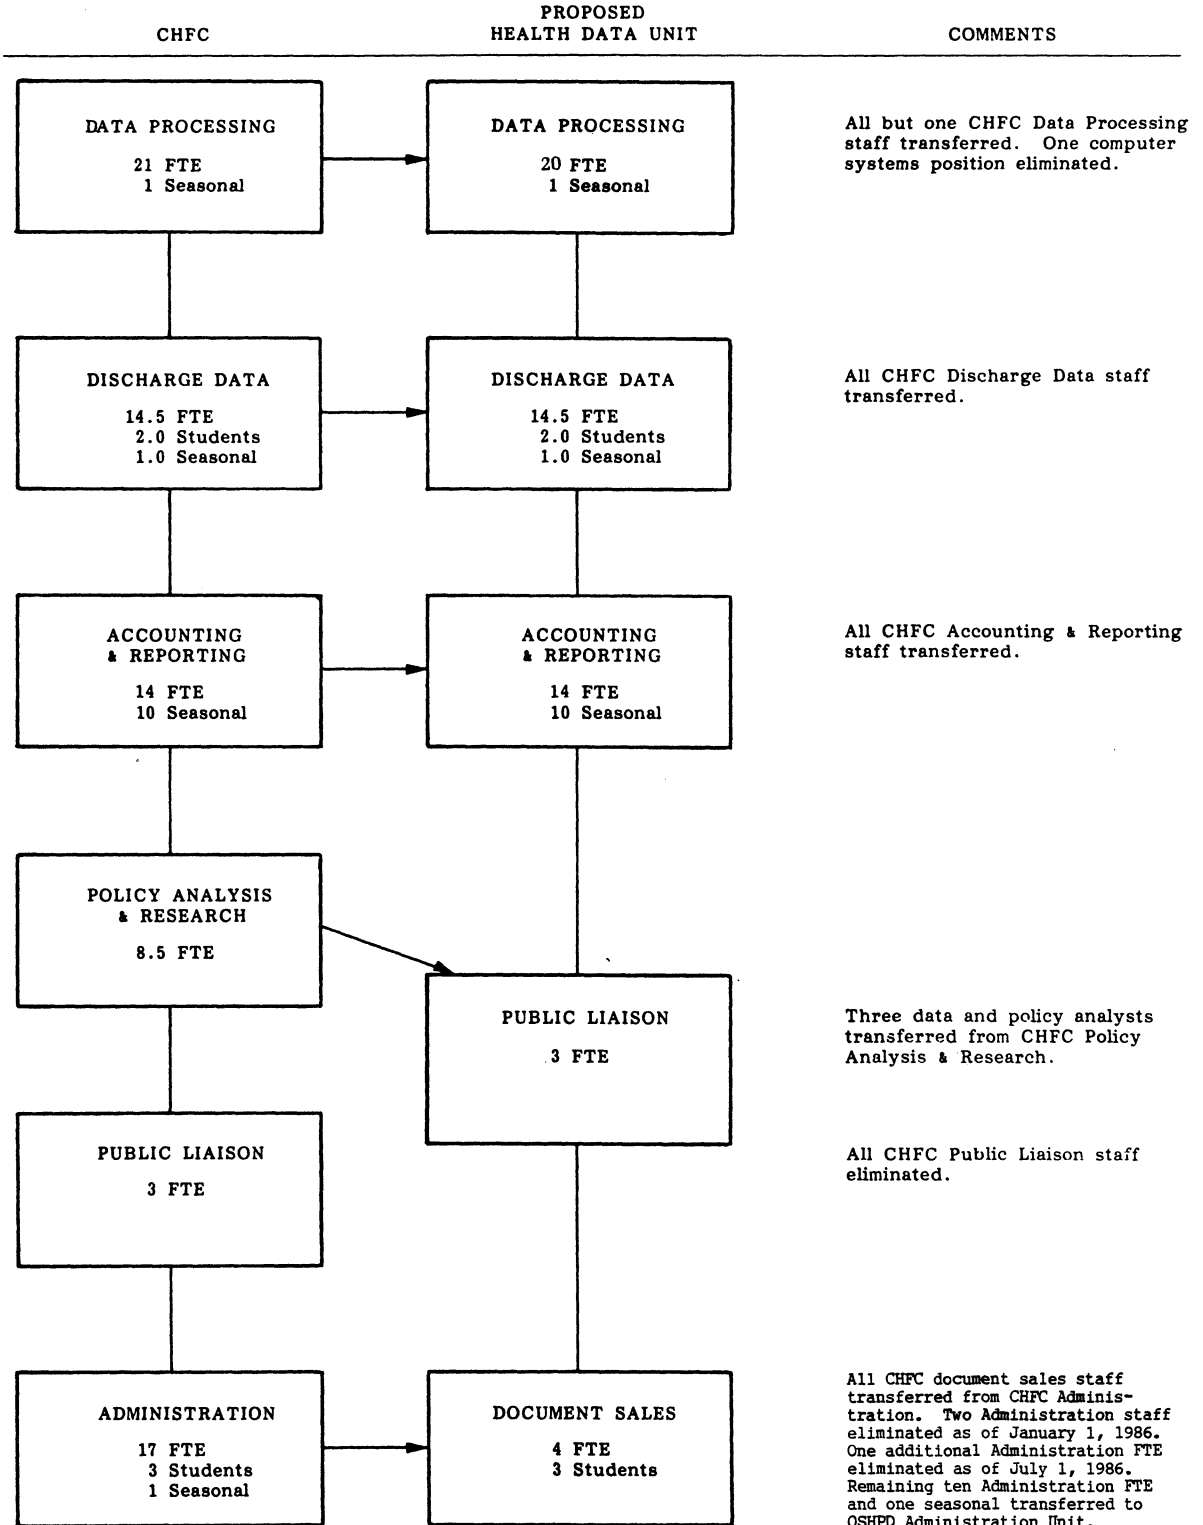 CHFC
PROPOSED
HEALTH DATA UNIT
COMMENTS
DATA PROCESSING
21 FTE
1 Seasonal
DATA PROCESSING
20 FTE
1 Seasonal
All but one CHFC Data Processing
staff transferred. One computer
systems position eliminated.
DISCHARGE DATA
14.5 FTE
2.0 Students
1.0 Seasonal
DISCHARGE DATA
14.5 FTE
2.0 Students
1.0 Seasonal
All CHFC Discharge Data staff
transferred.
ACCOUNTING
& REPORTING
14 FTE
10 Seasonal
ACCOUNTING
& REPORTING
14 FTE
10 Seasonal
All CHFC Accounting & Reporting
staff transferred.
POLICY ANALYSIS
& RESEARCH
8.5 FTE
PUBLIC LIAISON
3 FTE
Three data and policy analysts
transferred from CHFC Policy
Analysis & Research.
PUBLIC LIAISON
3 FTE
All CHFC Public Liaison staff
eliminated.
ADMINISTRATION
17 FTE
3 Students
1 Seasonal
DOCUMENT SALES
4 FTE
3 Students
All CHFC document sales staff
transferred from CHFC Adminis-
tration. Two Administration staff
eliminated as of January 1, 1986.
One additional Administration FTE
eliminated as of July 1, 1986.
Remaining ten Administration FTE
and one seasonal transferred to
OSHPD Administration Unit.